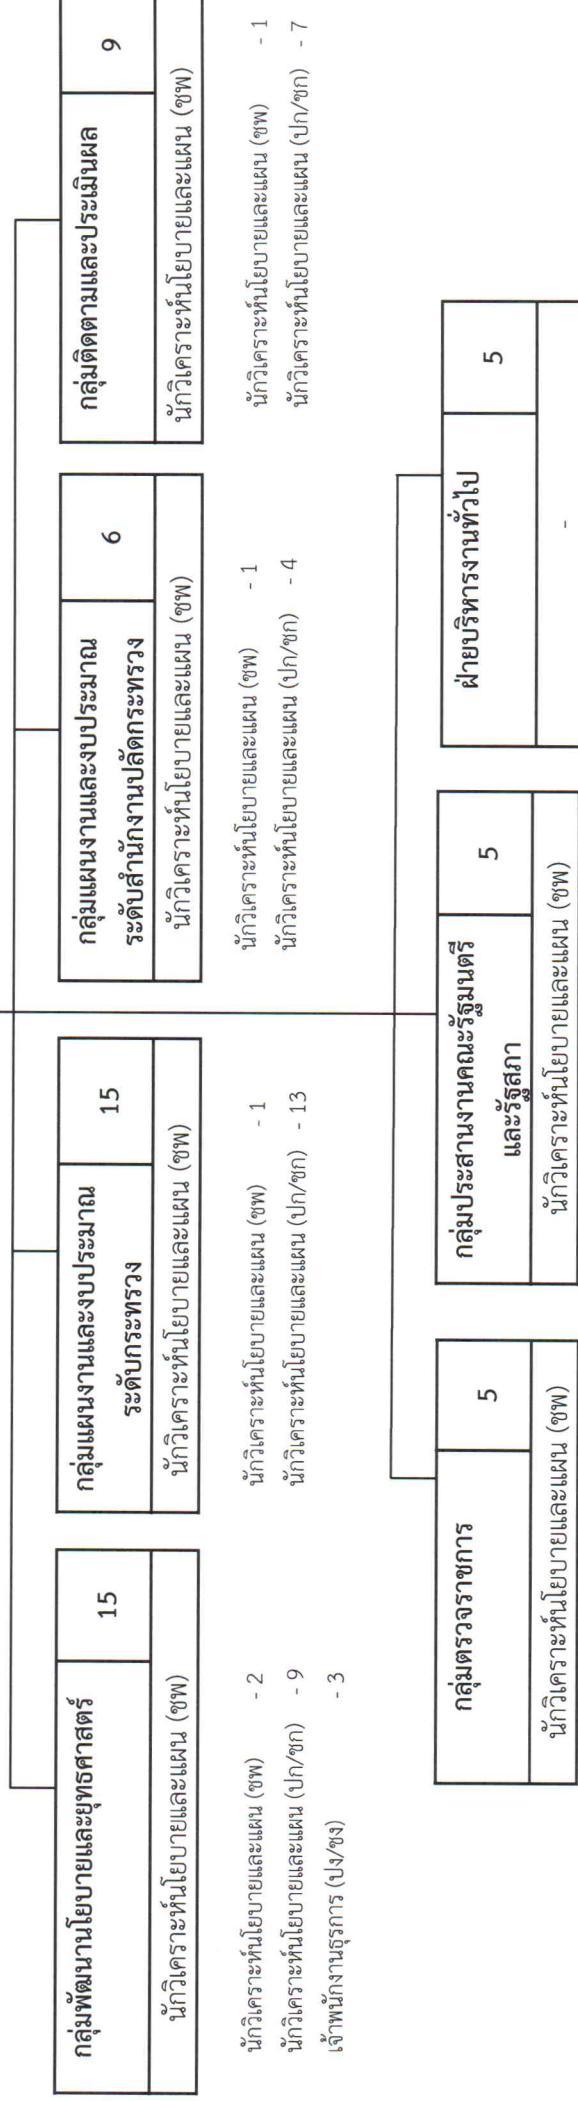 กลุ่มพัฒนานโยบายและยุทธศาสตร์ 15
นักวิเคราะห์นโยบายและแผน (ชพ)
นักวิเคราะห์นโยบายและแผน (ชพ) - 2
นักวิเคราะห์นโยบายและแผน (ปก/ชก) - 9
เจ้าพนักงานธุรการ (ปง/ชง) - 3
กลุ่มแผนงานและงบประมาณ 15
ระดับกระทรวง
นักวิเคราะห์นโยบายและแผน (ชพ)
นักวิเคราะห์นโยบายและแผน (ชพ) - 1
นักวิเคราะห์นโยบายและแผน (ปก/ชก) - 13
กลุ่มแผนงานและงบประมาณ 6
ระดับสำนักงานปลัดกระทรวง
นักวิเคราะห์นโยบายและแผน (ชพ)
นักวิเคราะห์นโยบายและแผน (ชพ) - 1
นักวิเคราะห์นโยบายและแผน (ปก/ชก) - 4
กลุ่มติดตามและประเมินผล 9
นักวิเคราะห์นโยบายและแผน (ชพ)
นักวิเคราะห์นโยบายและแผน (ชพ) - 1
นักวิเคราะห์นโยบายและแผน (ปก/ชก) - 7
กลุ่มตรวจราชการ 5
นักวิเคราะห์นโยบายและแผน (ชพ)
กลุ่มประสานงานคณะรัฐมนตรี 5
และรัฐสภา
นักวิเคราะห์นโยบายและแผน (ชพ)
ฝ่ายบริหารงานทั่วไป 5
-